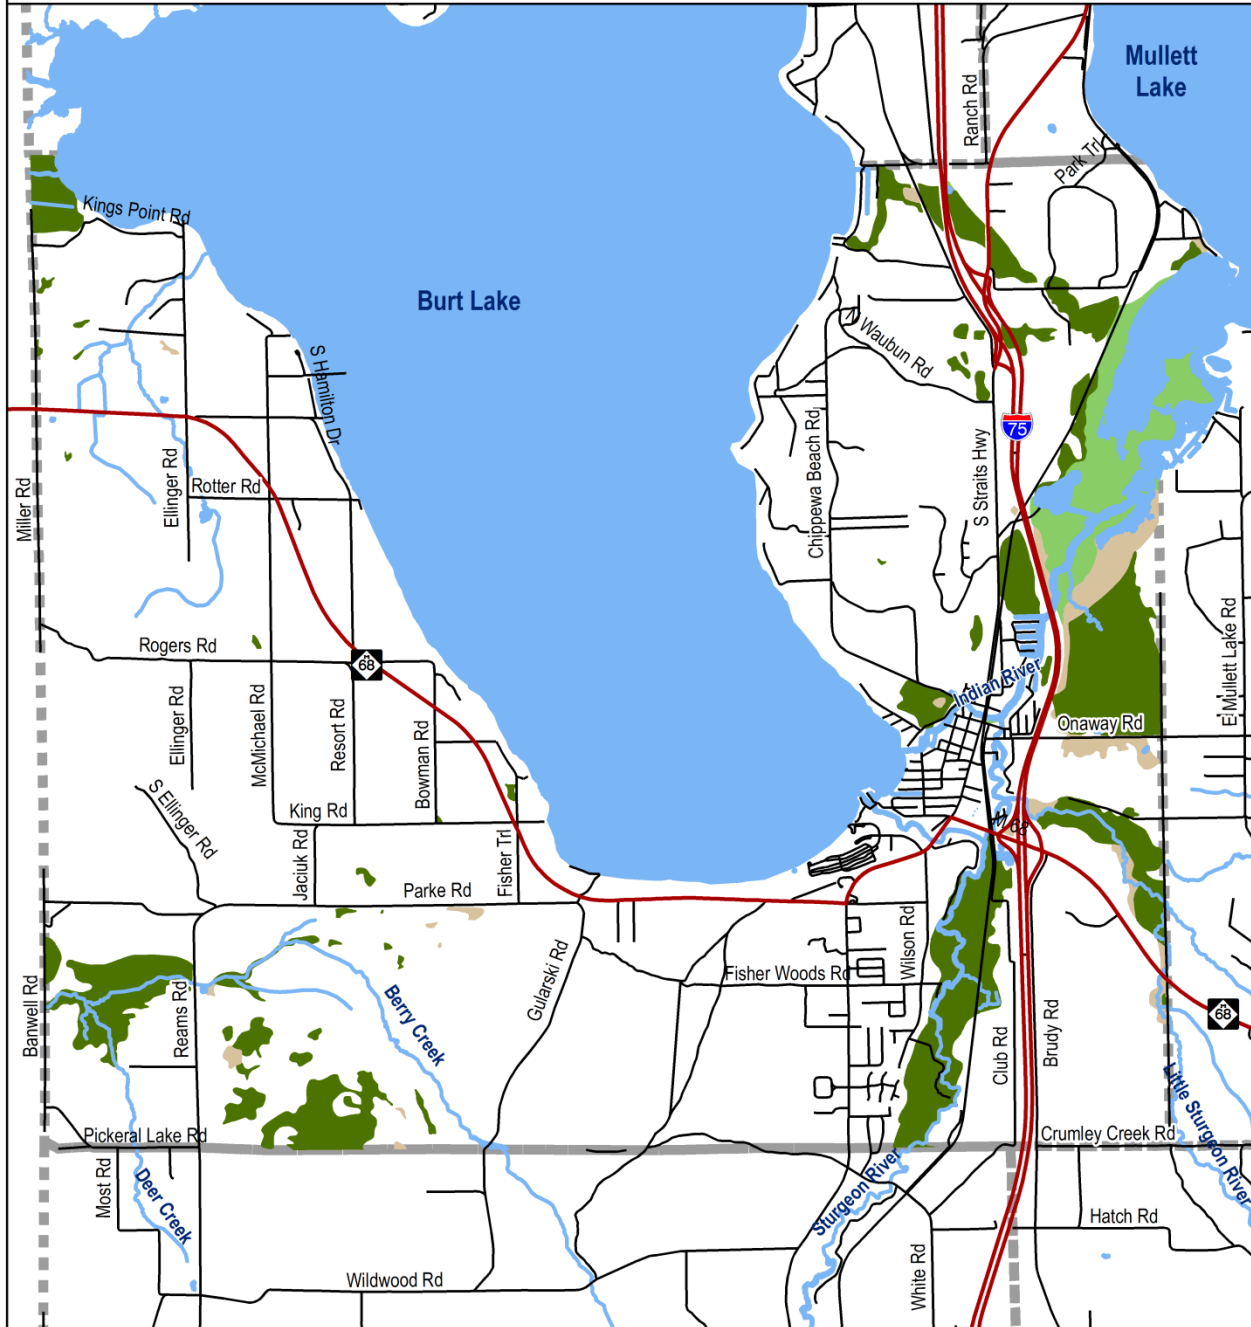 Mullett
Lake
Ranch Rd
Park Trl
Kings Point Rd
Burt Lake
N Waubun Rd
S Hamilton Dr
75
Chippewa Beach Rd
S Straits Hwy
Ellinger Rd
Rotter Rd
Miller Rd
E Mullett Lake Rd
Rogers Rd
M
68
Indian River
Onaway Rd
Ellinger Rd
McMichael Rd
Resort Rd
Bowman Rd
S Ellinger Rd
King Rd
M 68
Jaciuk Rd
Fisher Trl
Parke Rd
Wilson Rd
Gularski Rd
Fisher Woods Rd
Banwell Rd
Reams Rd
Berry Creek
M
68
Club Rd
Brudy Rd
Little Sturgeon River
Pickeral Lake Rd
Crumley Creek Rd
Most Rd
Deer Creek
Sturgeon River
Hatch Rd
White Rd
Wildwood Rd